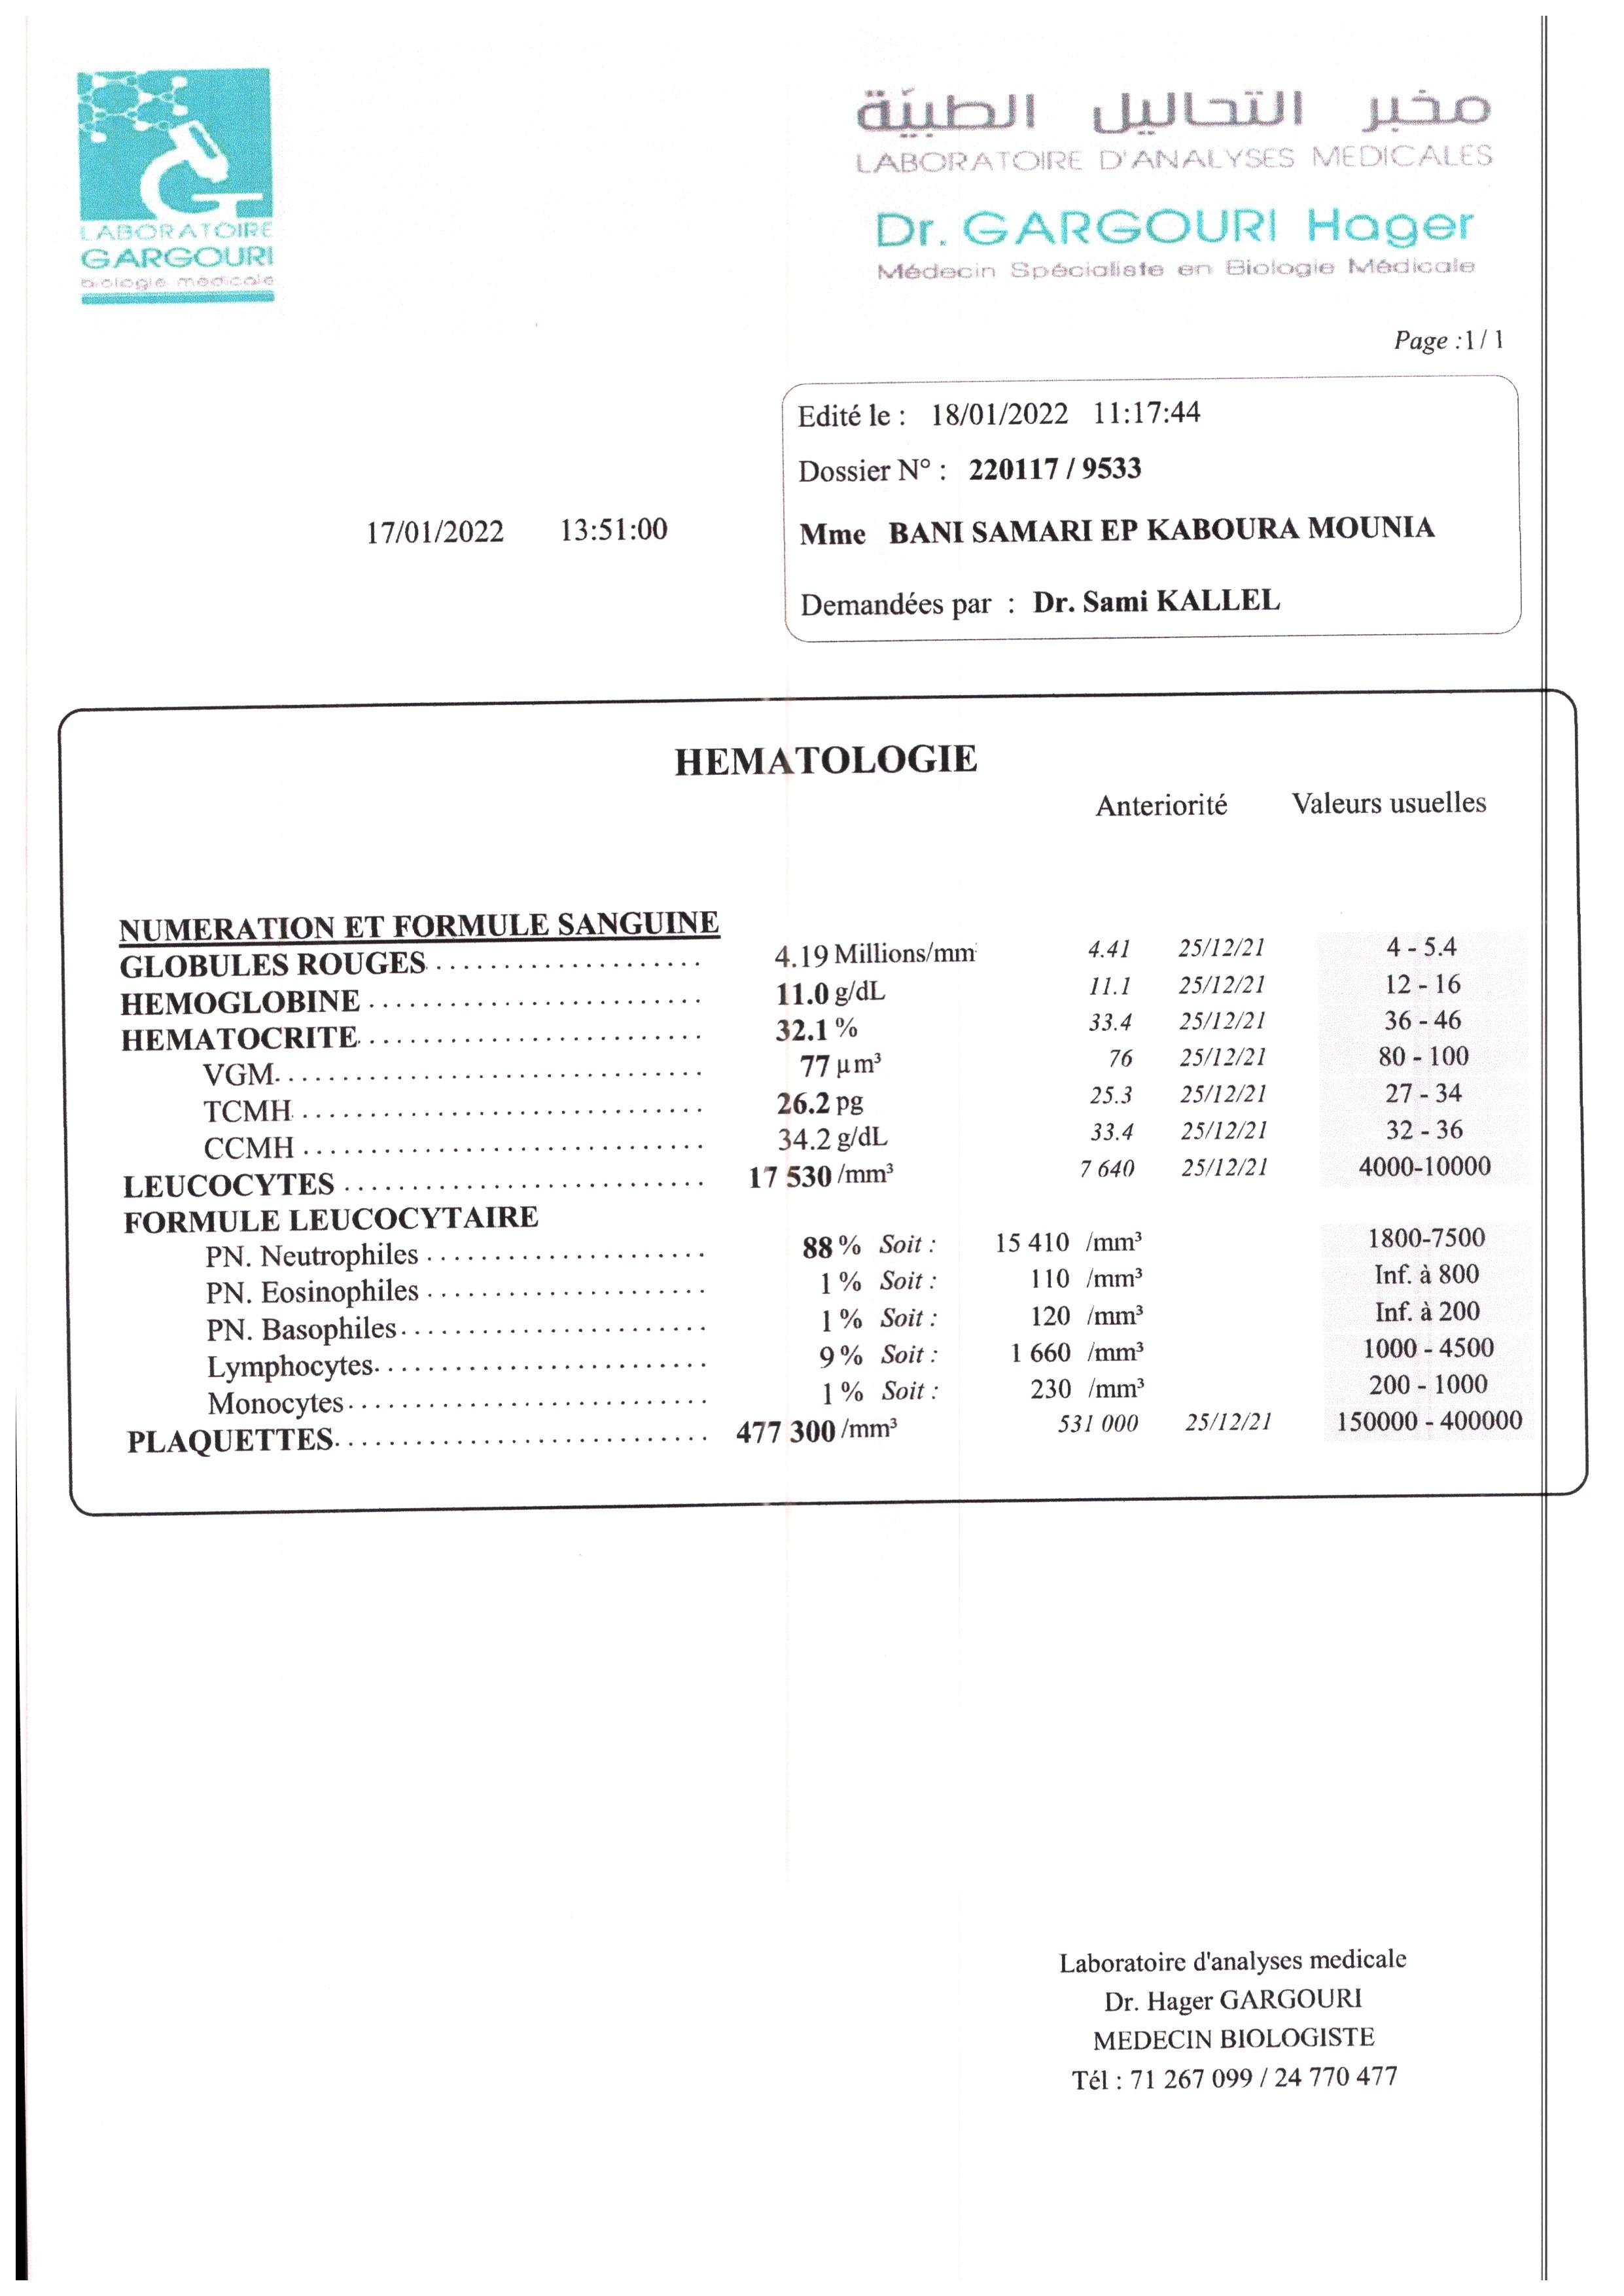 LABORATOIRE
GARGOURI
biologie médicale
مخبر التحاليل الطبيّة
LABORATOIRE D'ANALYSES MEDICALES
Dr. GARGOURI Hager
Médecin Spécialiste en Biologie Médicale
Page :1/ 1
Edité le : 18/01/2022 11:17:44
Dossier N° : 220117 / 9533
17/01/2022 13:51:00
Mme BANI SAMARI EP KABOURA MOUNIA
Demandées par : Dr. Sami KALLEL
HEMATOLOGIE
Anteriorité Valeurs usuelles
NUMERATION ET FORMULE SANGUINE
GLOBULES ROUGES.................... 4.19 Millions/mm 4.41 25/12/21 4 - 5.4
HEMOGLOBINE......................... 11.0 g/dL 11.1 25/12/21 12 - 16
HEMATOCRITE.......................... 32.1 % 33.4 25/12/21 36 - 46
VGM................................ 77 µm³ 76 25/12/21 80 - 100
TCMH.............................. 26.2 pg 25.3 25/12/21 27 - 34
CCMH.............................. 34.2 g/dL 33.4 25/12/21 32 - 36
LEUCOCYTES........................... 17 530 /mm³ 7 640 25/12/21 4000-10000
FORMULE LEUCOCYTAIRE
PN. Neutrophiles..................... 88 % Soit : 15 410 /mm³ 1800-7500
PN. Eosinophiles..................... 1 % Soit : 110 /mm³ Inf. à 800
PN. Basophiles....................... 1 % Soit : 120 /mm³ Inf. à 200
Lymphocytes......................... 9 % Soit : 1 660 /mm³ 1000 - 4500
Monocytes........................... 1 % Soit : 230 /mm³ 200 - 1000
PLAQUETTES............................ 477 300 /mm³ 531 000 25/12/21 150000 - 400000
Laboratoire d'analyses medicale
Dr. Hager GARGOURI
MEDECIN BIOLOGISTE
Tél : 71 267 099 / 24 770 477